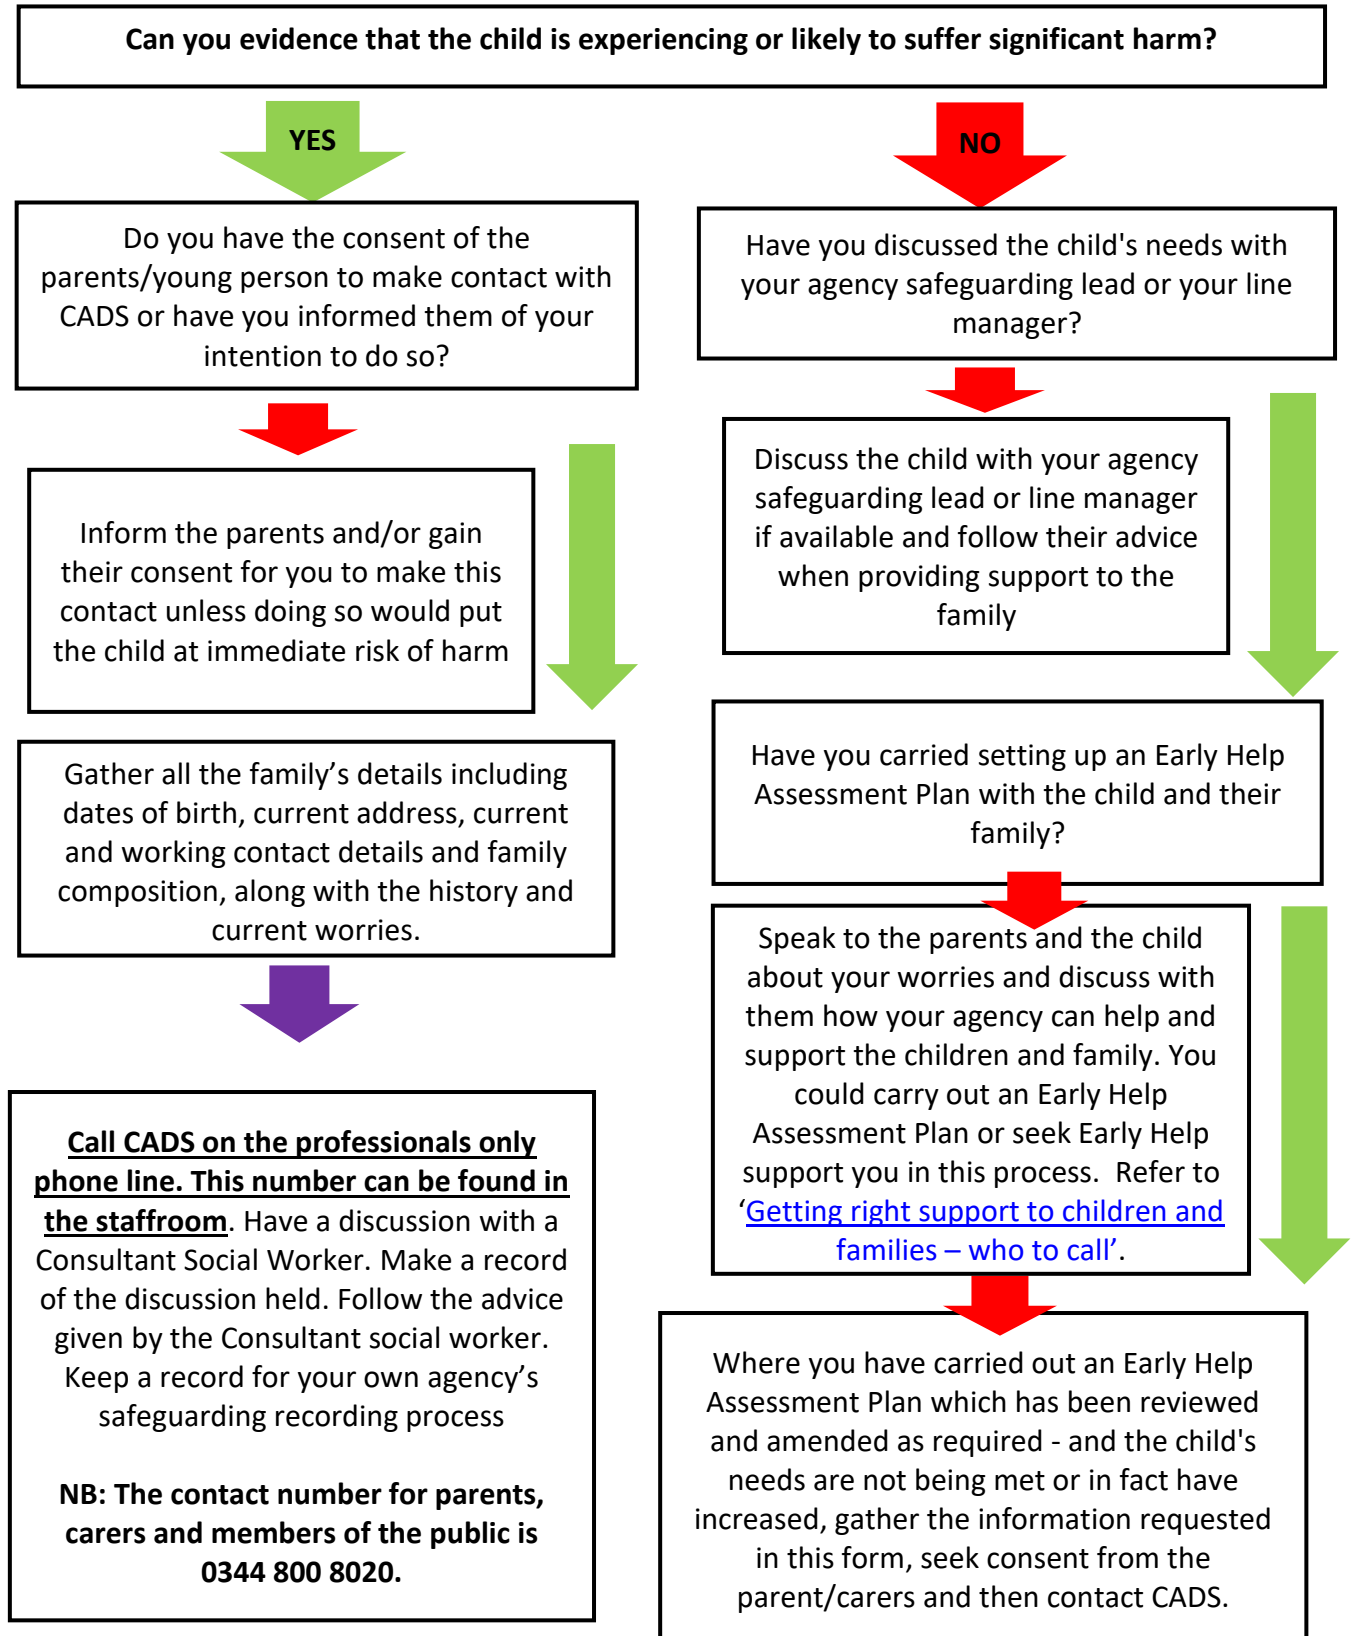 Can you evidence that the child is experiencing or likely to suffer significant harm?
YES
NO
Do you have the consent of the
parents/young person to make contact with
CADS or have you informed them of your
intention to do so?
Inform the parents and/or gain
their consent for you to make this
contact unless doing so would put
the child at immediate risk of harm
Gather all the family’s details including
dates of birth, current address, current
and working contact details and family
composition, along with the history and
current worries.
Call CADS on the professionals only
phone line. This number can be found in
the staffroom. Have a discussion with a
Consultant Social Worker. Make a record
of the discussion held. Follow the advice
given by the Consultant social worker.
Keep a record for your own agency’s
safeguarding recording process
NB: The contact number for parents,
carers and members of the public is
0344 800 8020.
Have you discussed the child's needs with
your agency safeguarding lead or your line
manager?
Discuss the child with your agency
safeguarding lead or line manager
if available and follow their advice
when providing support to the
family
Have you carried setting up an Early Help
Assessment Plan with the child and their
family?
Speak to the parents and the child
about your worries and discuss with
them how your agency can help and
support the children and family. You
could carry out an Early Help
Assessment Plan or seek Early Help
support you in this process.  Refer to
‘Getting right support to children and
families – who to call’.
Where you have carried out an Early Help
Assessment Plan which has been reviewed
and amended as required - and the child's
needs are not being met or in fact have
increased, gather the information requested
in this form, seek consent from the
parent/carers and then contact CADS.